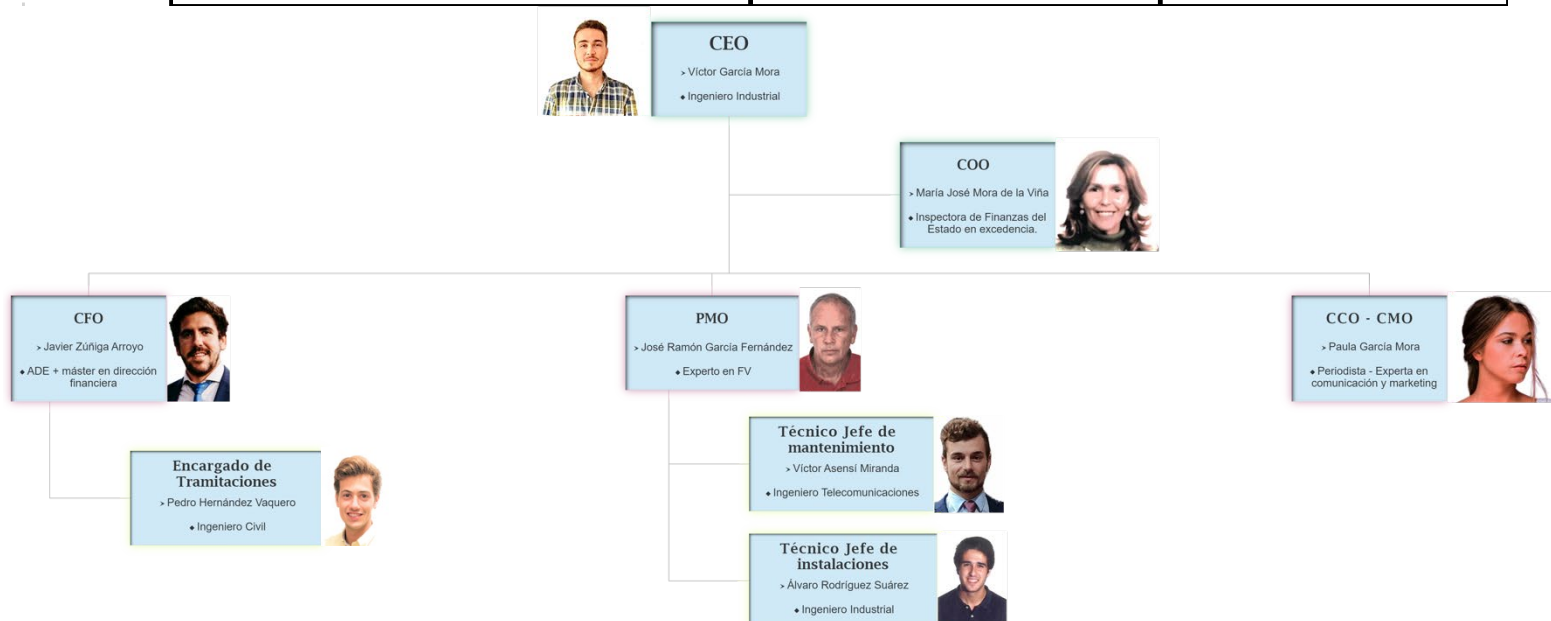 CEO
➢ Víctor García Mora
◆ Ingeniero Industrial
COO
➢ María José Mora de la Viña
◆ Inspectora de Finanzas del
Estado en excedencia.
CFO
➢ Javier Zúñiga Arroyo
◆ ADE + máster en dirección
financiera
PMO
➢ José Ramón García Fernández
◆ Experto en FV
CCO - CMO
➢ Paula García Mora
◆ Periodista - Experta en
comunicación y marketing
Encargado de
Tramitaciones
➢ Pedro Hernández Vaquero
◆ Ingeniero Civil
Técnico Jefe de
mantenimiento
➢ Víctor Asensí Miranda
◆ Ingeniero Telecomunicaciones
Técnico Jefe de
instalaciones
➢ Álvaro Rodríguez Suárez
◆ Ingeniero Industrial